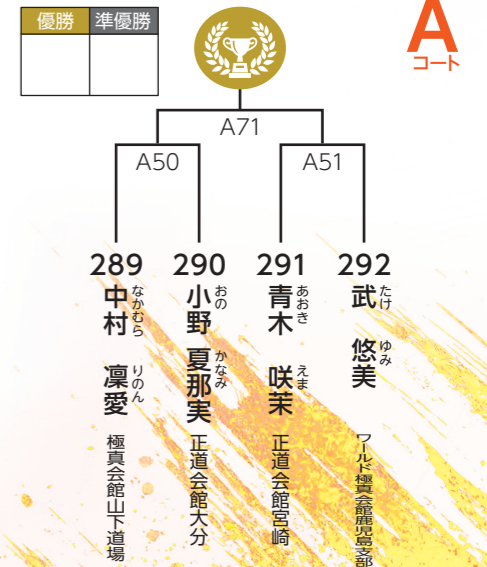 優勝 準優勝
A
コート
A71
A50
A51
289
中村 凜愛
なかむら りのん
極真会館山下道場
290
小野 夏那実
おの かなみ
正道会館大分
291
青木 咲茉
あおき えま
正道会館宮崎
292
武 悠美
たけ ゆみ
ワールド極真会館鹿児島支部